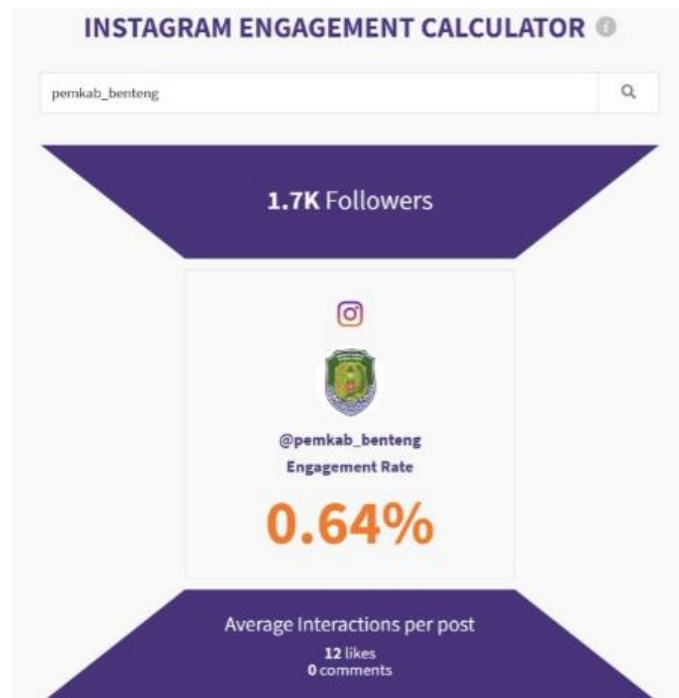 INSTAGRAM ENGAGEMENT CALCULATOR
pemkab_benteng
1.7K Followers
@pemkab_benteng
Engagement Rate
0.64%
Average Interactions per post
12 likes
0 comments